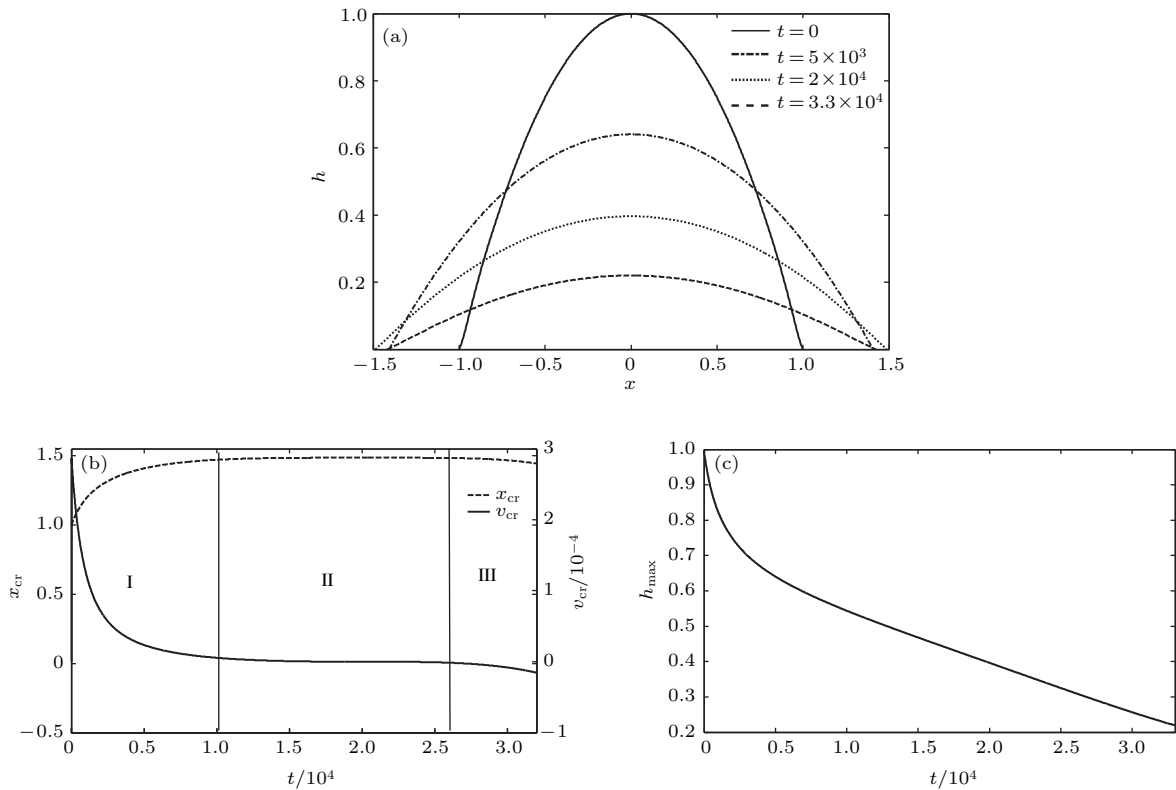 (a)
1.0
0.8
0.6
0.4
0.2
h
−1.5
−1.0
−0.5
0
0.5
1.0
1.5
x
t=0
t=5×10³
t=2×10⁴
t=3.3×10⁴
(b)
1.5
1.0
0.5
0
−0.5
x_cr
3
2
1
0
−1
v_cr/10⁻⁴
x_cr
v_cr
I
II
III
0
0.5
1.0
1.5
2.0
2.5
3.0
t/10⁴
(c)
1.0
0.9
0.8
0.7
0.6
0.5
0.4
0.3
0.2
h_max
0
0.5
1.0
1.5
2.0
2.5
3.0
t/10⁴